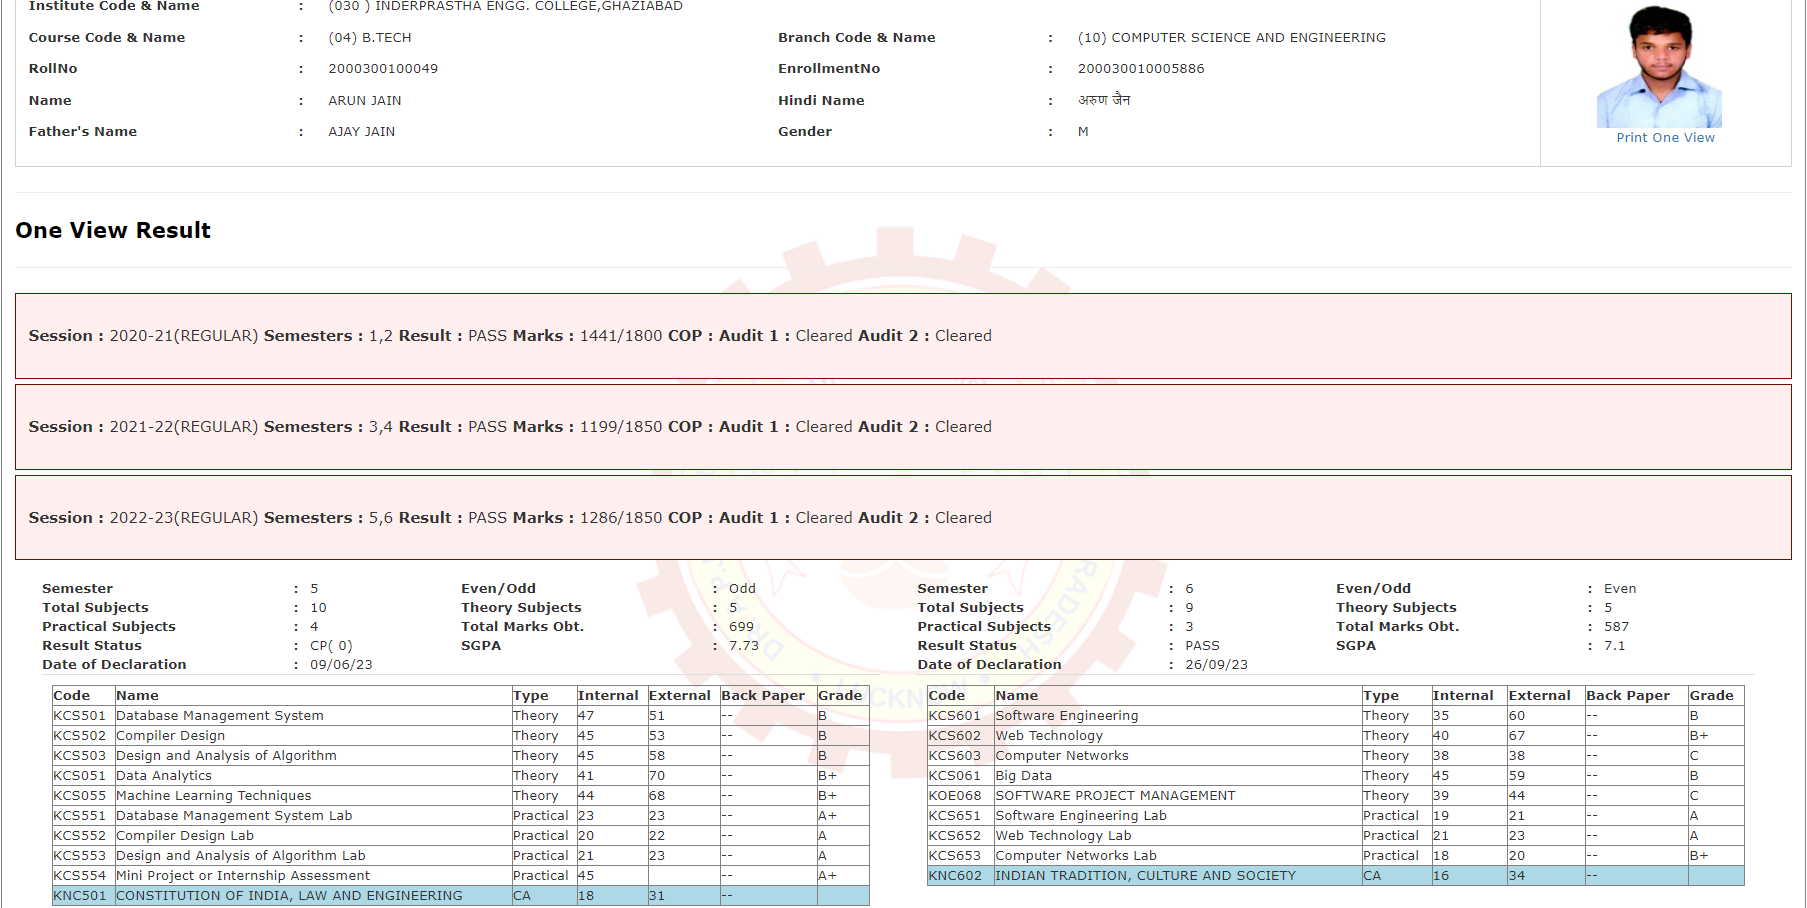 Institute Code & Name : (030 ) INDERPRASTHA ENGG. COLLEGE,GHAZIABAD
Course Code & Name : (04) B.TECH Branch Code & Name : (10) COMPUTER SCIENCE AND ENGINEERING
RollNo : 2000300100049 EnrollmentNo : 200030010005886
Name : ARUN JAIN Hindi Name : अरुण जैन
Father's Name : AJAY JAIN Gender : M
Print One View
One View Result
Session : 2020-21(REGULAR) Semesters : 1,2 Result : PASS Marks : 1441/1800 COP : Audit 1 : Cleared Audit 2 : Cleared
Session : 2021-22(REGULAR) Semesters : 3,4 Result : PASS Marks : 1199/1850 COP : Audit 1 : Cleared Audit 2 : Cleared
Session : 2022-23(REGULAR) Semesters : 5,6 Result : PASS Marks : 1286/1850 COP : Audit 1 : Cleared Audit 2 : Cleared
Semester : 5 Even/Odd : Odd
Total Subjects : 10 Theory Subjects : 5
Practical Subjects : 4 Total Marks Obt. : 699
Result Status : CP( 0) SGPA : 7.73
Date of Declaration : 09/06/23
Code Name Type Internal External Back Paper Grade
KCS501 Database Management System Theory 47 51 -- B
KCS502 Compiler Design Theory 45 53 -- B
KCS503 Design and Analysis of Algorithm Theory 45 58 -- B
KCS051 Data Analytics Theory 41 70 -- B+
KCS055 Machine Learning Techniques Theory 44 68 -- B+
KCS551 Database Management System Lab Practical 23 23 -- A+
KCS552 Compiler Design Lab Practical 20 22 -- A
KCS553 Design and Analysis of Algorithm Lab Practical 21 23 -- A
KCS554 Mini Project or Internship Assessment Practical 45 -- A+
KNC501 CONSTITUTION OF INDIA, LAW AND ENGINEERING CA 18 31 --
Semester : 6 Even/Odd : Even
Total Subjects : 9 Theory Subjects : 5
Practical Subjects : 3 Total Marks Obt. : 587
Result Status : PASS SGPA : 7.1
Date of Declaration : 26/09/23
Code Name Type Internal External Back Paper Grade
KCS601 Software Engineering Theory 35 60 -- B
KCS602 Web Technology Theory 40 67 -- B+
KCS603 Computer Networks Theory 38 38 -- C
KCS061 Big Data Theory 45 59 -- B
KOE068 SOFTWARE PROJECT MANAGEMENT Theory 39 44 -- C
KCS651 Software Engineering Lab Practical 19 21 -- A
KCS652 Web Technology Lab Practical 21 23 -- A
KCS653 Computer Networks Lab Practical 18 20 -- B+
KNC602 INDIAN TRADITION, CULTURE AND SOCIETY CA 16 34 --
LUCKNOW